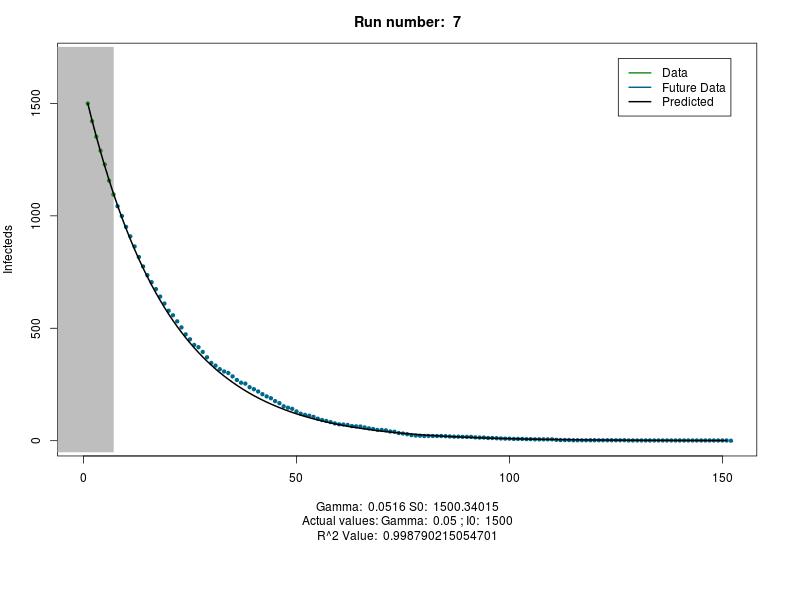 Run number: 7
Data
Future Data
Predicted
Infecteds
1500
1000
500
0
0 50 100 150
Gamma: 0.0516 S0: 1500.34015
Actual values: Gamma: 0.05 ; I0: 1500
R^2 Value: 0.998790215054701